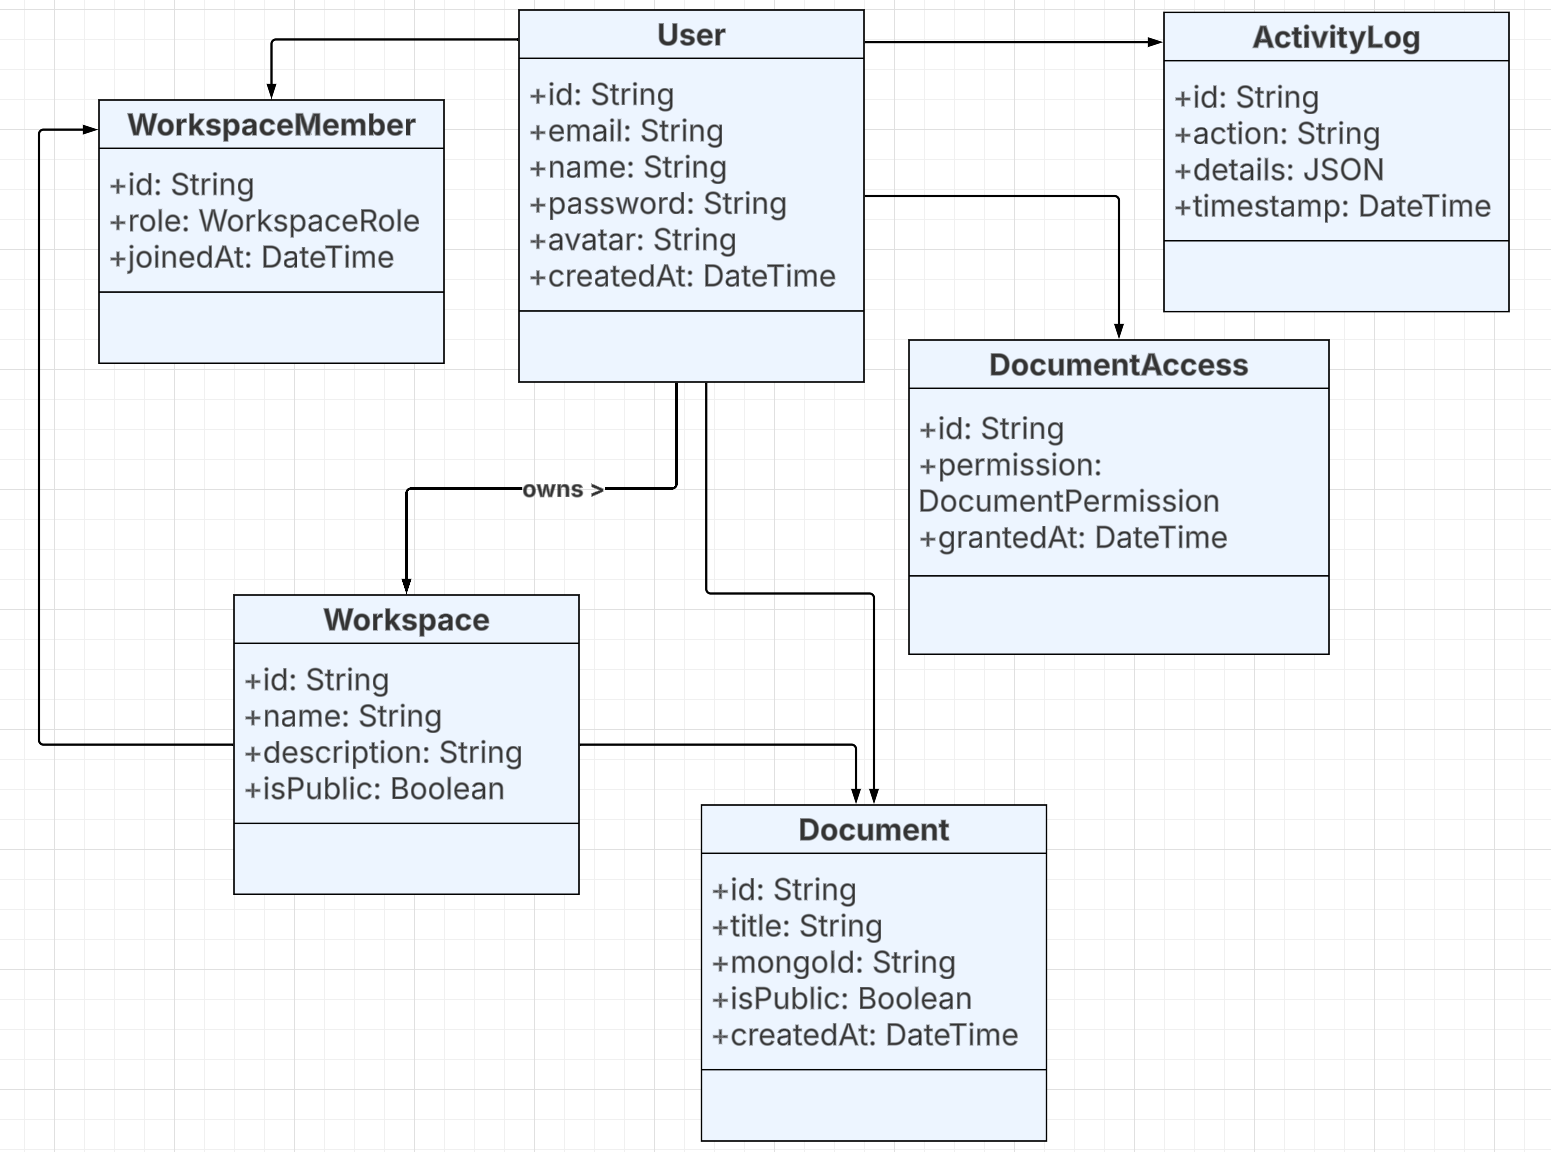 User
+id: String
+email: String
+name: String
+password: String
+avatar: String
+createdAt: DateTime
ActivityLog
+id: String
+action: String
+details: JSON
+timestamp: DateTime
WorkspaceMember
+id: String
+role: WorkspaceRole
+joinedAt: DateTime
DocumentAccess
+id: String
+permission:
DocumentPermission
+grantedAt: DateTime
owns >
Workspace
+id: String
+name: String
+description: String
+isPublic: Boolean
Document
+id: String
+title: String
+mongoId: String
+isPublic: Boolean
+createdAt: DateTime